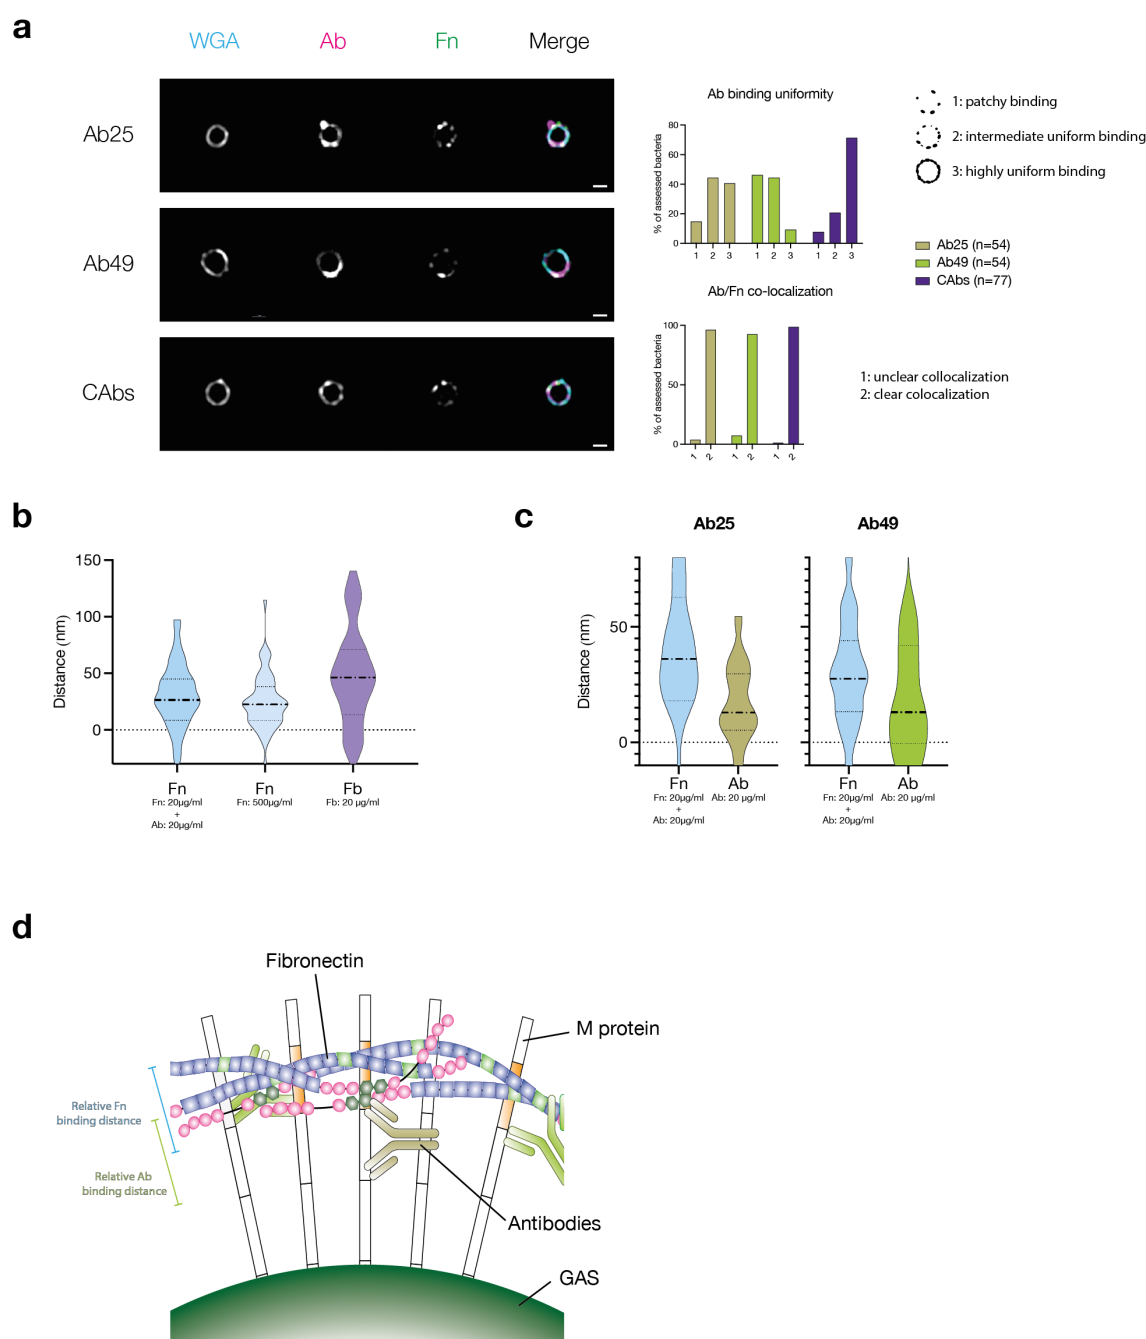 a
WGA
Ab
Fn
Merge
Ab25
Ab49
CAbs
Ab binding uniformity
% of assessed bacteria
80
60
40
20
0
1 2 3 1 2 3 1 2 3
1: patchy binding
2: intermediate uniform binding
3: highly uniform binding
Ab25 (n=54)
Ab49 (n=54)
CAbs (n=77)
Ab/Fn co-localization
% of assessed bacteria
100
50
0
1 2 1 2 1 2
1: unclear collocalization
2: clear colocalization
b
Distance (nm)
150
100
50
0
Fn
Fn: 20µg/ml
+
Ab: 20µg/ml
Fn
Fn: 500µg/ml
Fb
Fb: 20 µg/ml
c
Ab25
Ab49
Distance (nm)
50
0
Fn
Fn: 20µg/ml
+
Ab: 20µg/ml
Ab
Ab: 20 µg/ml
Fn
Fn: 20µg/ml
+
Ab: 20µg/ml
Ab
Ab: 20 µg/ml
d
Fibronectin
M protein
Relative Fn
binding distance
Relative Ab
binding distance
Antibodies
GAS